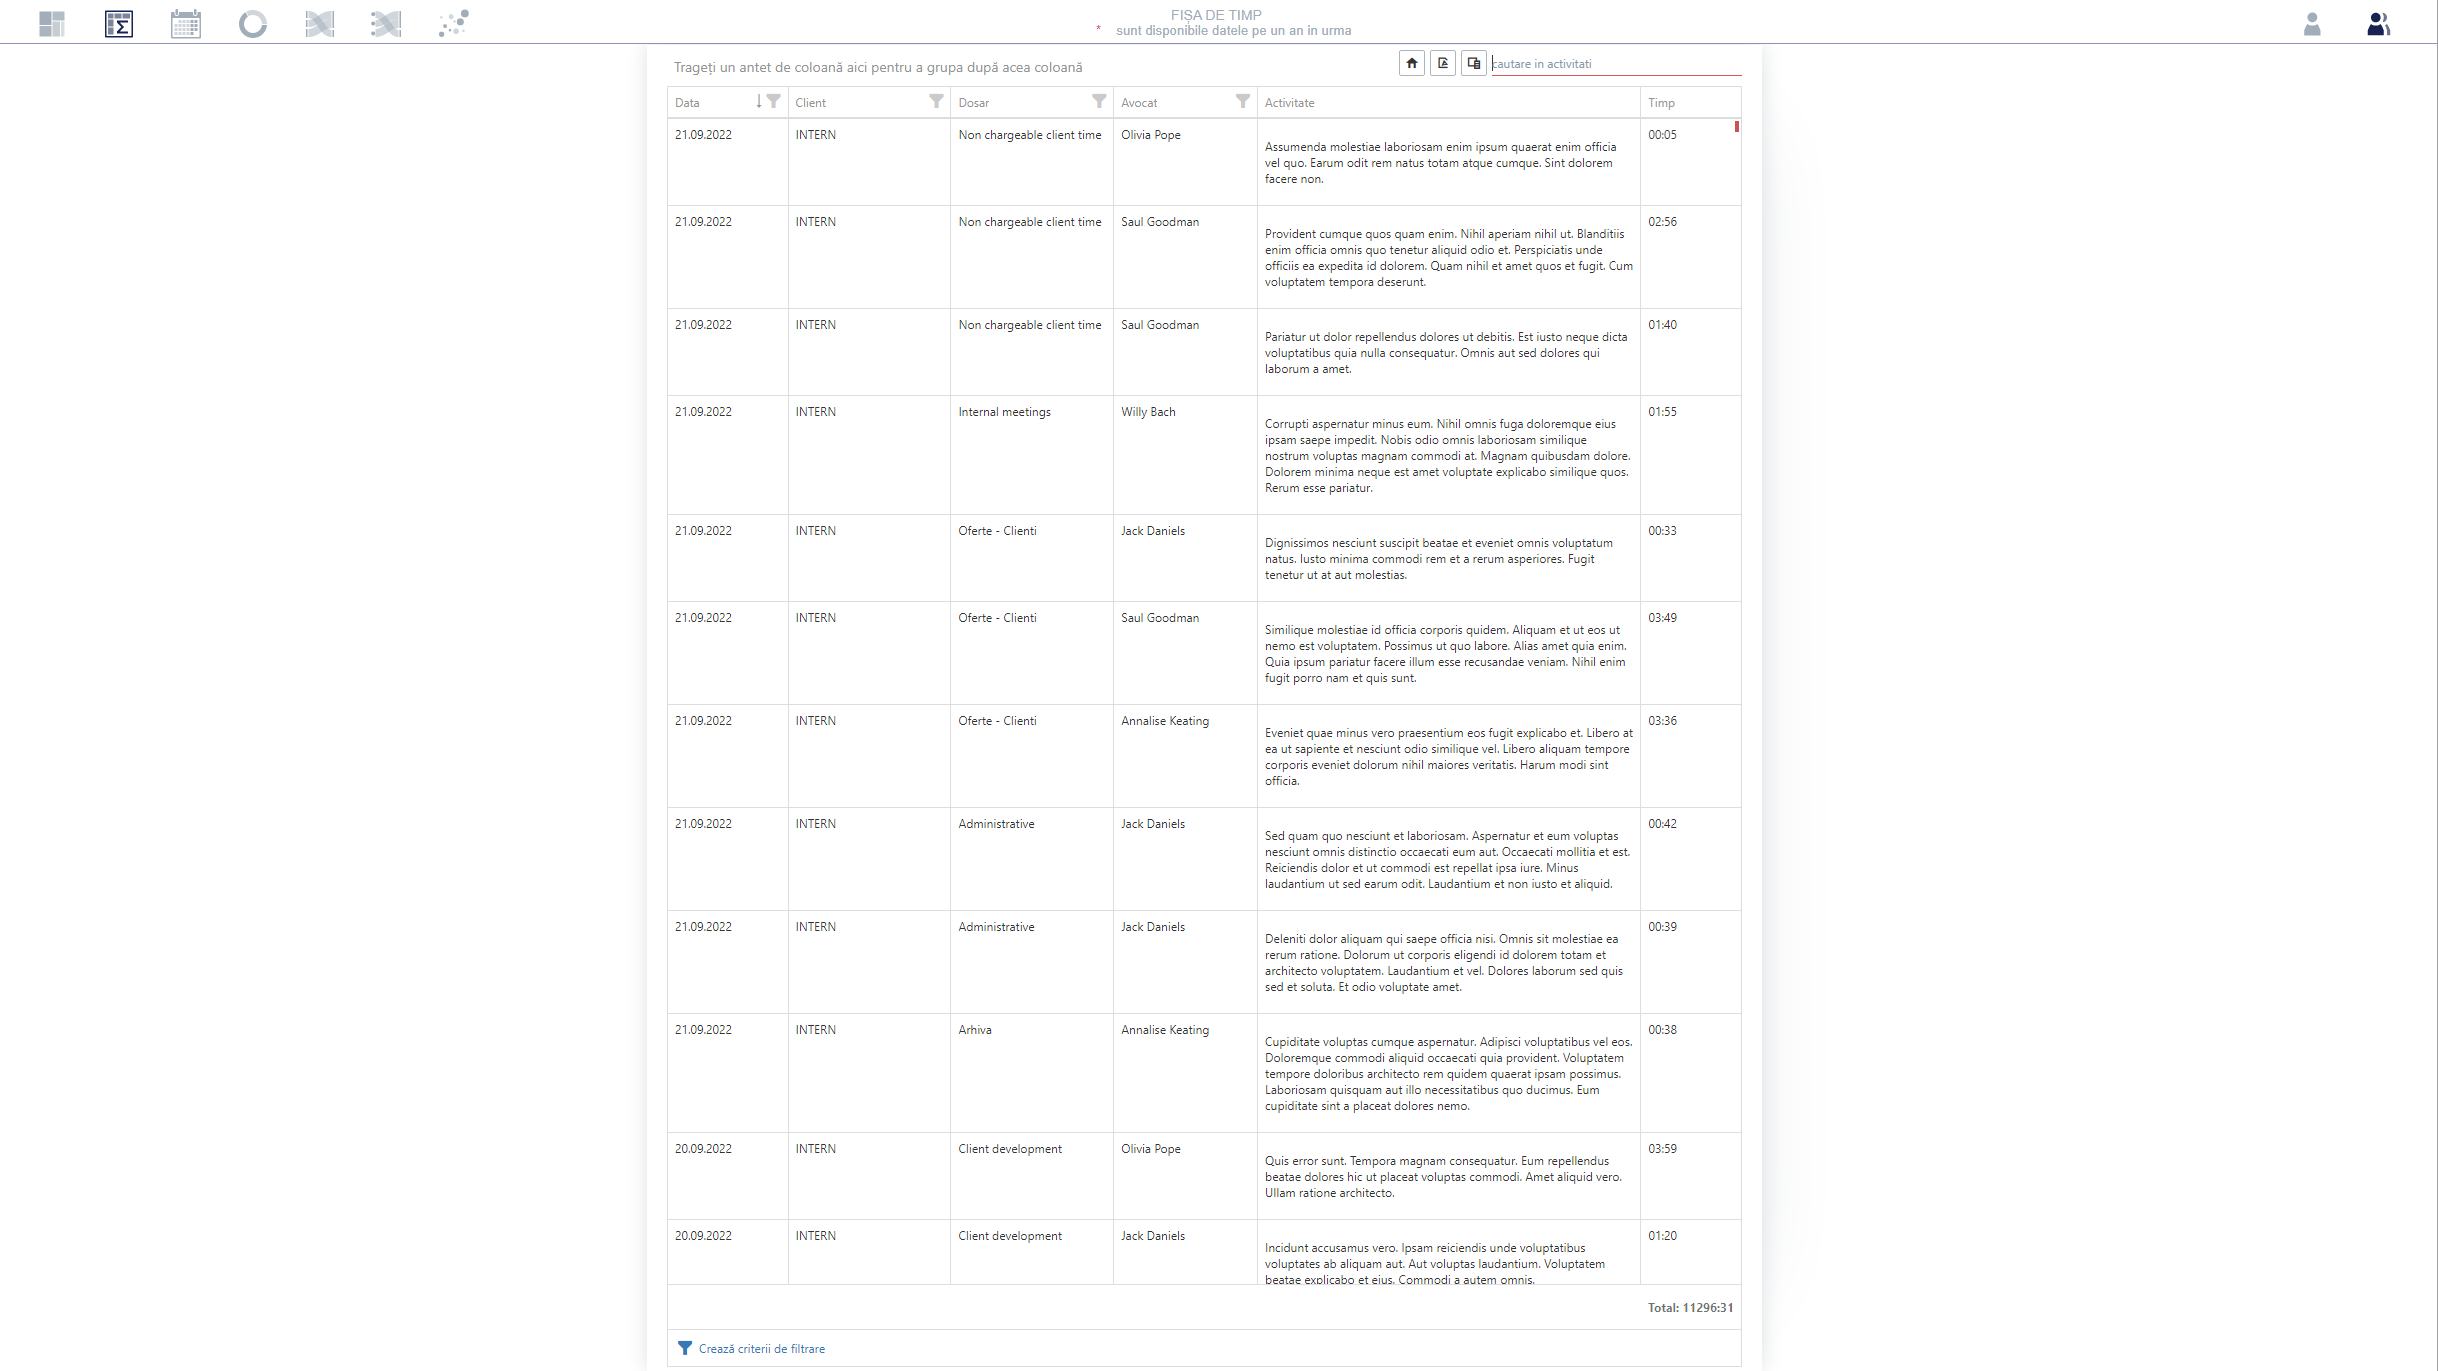 FIȘA DE TIMP
* sunt disponibile datele pe un an in urma
Trageți un antet de coloană aici pentru a grupa după acea coloană
cautare in activitati
Data Client Dosar Avocat Activitate Timp
21.09.2022 INTERN Non chargeable client time Olivia Pope 00:05
Assumenda molestiae laboriosam enim ipsum quaerat enim officia
vel quo. Earum odit rem natus totam atque cumque. Sint dolorem
facere non.
21.09.2022 INTERN Non chargeable client time Saul Goodman 02:56
Provident cumque quos quam enim. Nihil aperiam nihil ut. Blanditiis
enim officia omnis quo tenetur aliquid odio et. Perspiciatis unde
officiis ea expedita id dolorem. Quam nihil et amet quos et fugit. Cum
voluptatem tempora deserunt.
21.09.2022 INTERN Non chargeable client time Saul Goodman 01:40
Pariatur ut dolor repellendus dolores ut debitis. Est iusto neque dicta
voluptatibus quia nulla consequatur. Omnis aut sed dolores qui
laborum a amet.
21.09.2022 INTERN Internal meetings Willy Bach 01:55
Corrupti aspernatur minus eum. Nihil omnis fuga doloremque eius
ipsam saepe impedit. Nobis odio omnis laboriosam similique
nostrum voluptas magnam commodi at. Magnam quibusdam dolore.
Dolorem minima neque est amet voluptate explicabo similique quos.
Rerum esse pariatur.
21.09.2022 INTERN Oferte - Clienti Jack Daniels 00:33
Dignissimos nesciunt suscipit beatae et eveniet omnis voluptatum
natus. Iusto minima commodi rem et a rerum asperiores. Fugit
tenetur ut at aut molestias.
21.09.2022 INTERN Oferte - Clienti Saul Goodman 03:49
Similique molestiae id officia corporis quidem. Aliquam et ut eos ut
nemo est voluptatem. Possimus ut quo labore. Alias amet quia enim.
Quia ipsum pariatur facere illum esse recusandae veniam. Nihil enim
fugit porro nam et quis sunt.
21.09.2022 INTERN Oferte - Clienti Annalise Keating 03:36
Eveniet quae minus vero praesentium eos fugit explicabo et. Libero at
ea ut sapiente et nesciunt odio similique vel. Libero aliquam tempore
corporis eveniet dolorum nihil maiores veritatis. Harum modi sint
officia.
21.09.2022 INTERN Administrative Jack Daniels 00:42
Sed quam quo nesciunt et laboriosam. Aspernatur et eum voluptas
nesciunt omnis distinctio occaecati eum aut. Occaecati mollitia et est.
Reiciendis dolor et ut commodi est repellat ipsa iure. Minus
laudantium ut sed earum odit. Laudantium et non iusto et aliquid.
21.09.2022 INTERN Administrative Jack Daniels 00:39
Deleniti dolor aliquam qui saepe officia nisi. Omnis sit molestiae ea
rerum ratione. Dolorum ut corporis eligendi id dolorem totam et
architecto voluptatem. Laudantium et vel. Dolores laborum sed quis
sed et soluta. Et odio voluptate amet.
21.09.2022 INTERN Arhiva Annalise Keating 00:38
Cupiditate voluptas cumque aspernatur. Adipisci voluptatibus vel eos.
Doloremque commodi aliquid occaecati quia provident. Voluptatem
tempore doloribus architecto rem quidem quaerat ipsam possimus.
Laboriosam quisquam aut illo necessitatibus quo ducimus. Eum
cupiditate sint a placeat dolores nemo.
20.09.2022 INTERN Client development Olivia Pope 03:59
Quis error sunt. Tempora magnam consequatur. Eum repellendus
beatae dolores hic ut placeat voluptas commodi. Amet aliquid vero.
Ullam ratione architecto.
20.09.2022 INTERN Client development Jack Daniels 01:20
Incidunt accusamus vero. Ipsam reiciendis unde voluptatibus
voluptates ab aliquam aut. Aut voluptas laudantium. Voluptatem
beatae explicabo et eius. Commodi a autem omnis.
Total: 11296:31
Crează criterii de filtrare